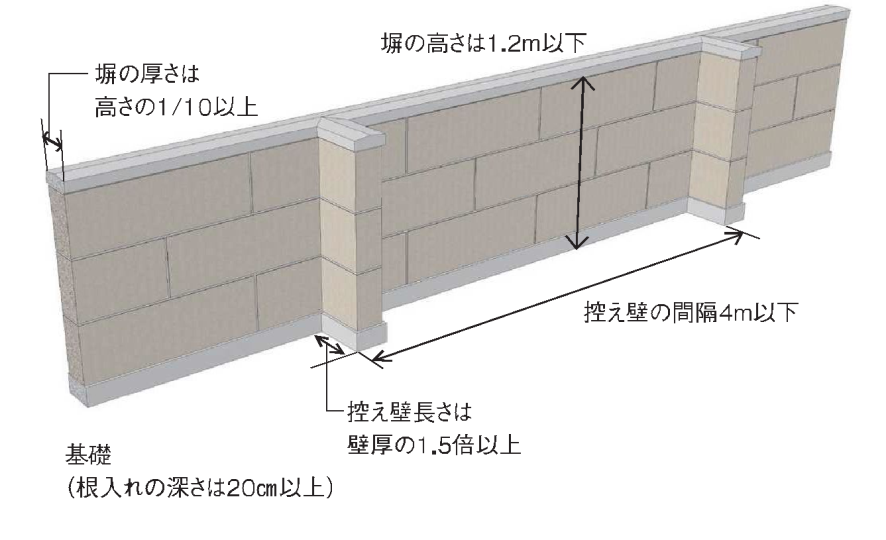 塀の高さは1.2m以下
塀の厚さは
高さの1/10以上
控え壁の間隔4m以下
控え壁長さは
壁厚の1.5倍以上
基礎
(根入れの深さは20㎝以上)